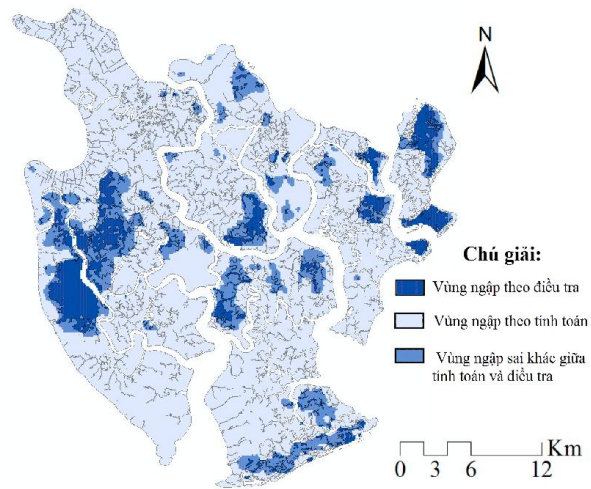 N
Chú giải:
Vùng ngập theo điều tra
Vùng ngập theo tính toán
Vùng ngập sai khác giữa
tính toán và điều tra
Km
0 3 6 12